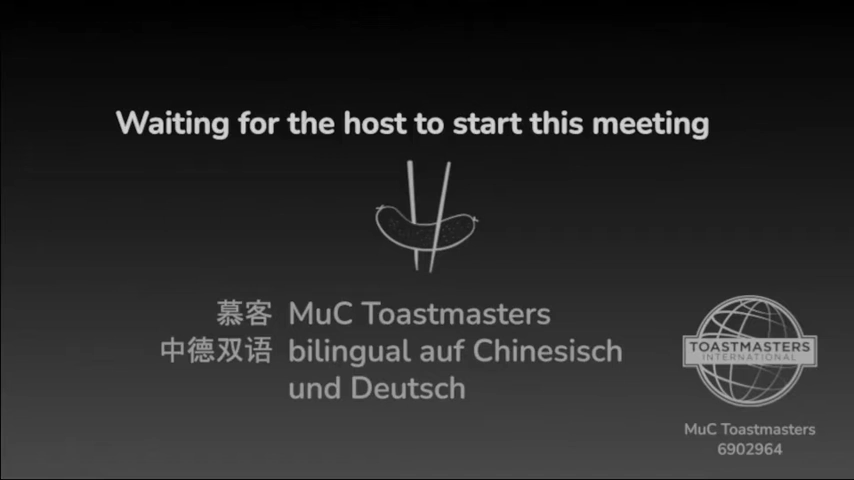 Waiting for the host to start this meeting
慕客 MuC Toastmasters
中德双语 bilingual auf Chinesisch
und Deutsch
TOASTMASTERS
INTERNATIONAL
MuC Toastmasters
6902964